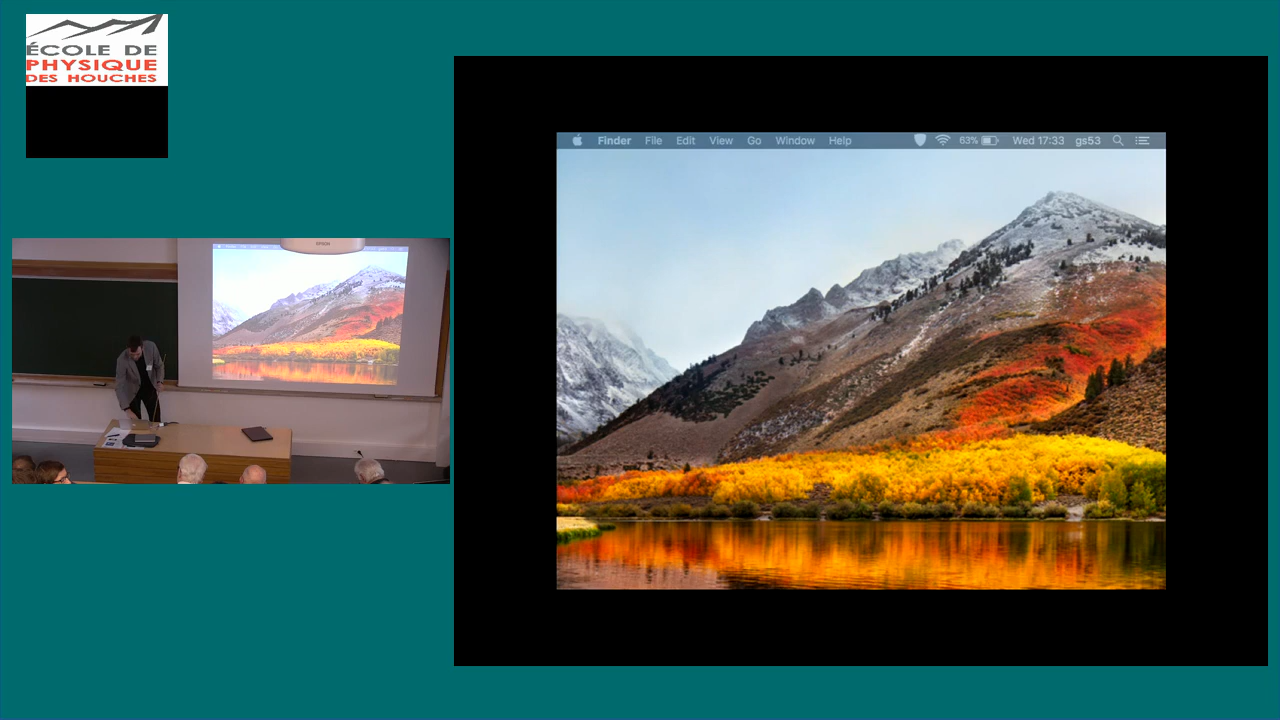 ÉCOLE DE
PHYSIQUE
DES HOUCHES
Finder File Edit View Go Window Help 63% Wed 17:33 gs53
EPSON